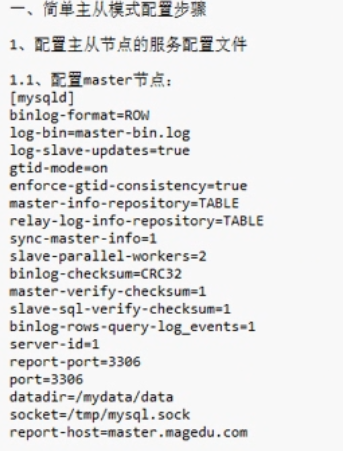 一、简单主从模式配置步骤
1、配置主从节点的服务配置文件
1.1、配置master节点：
[mysqld]
binlog-format=ROW
log-bin=master-bin.log
log-slave-updates=true
gtid-mode=on
enforce-gtid-consistency=true
master-info-repository=TABLE
relay-log-info-repository=TABLE
sync-master-info=1
slave-parallel-workers=2
binlog-checksum=CRC32
master-verify-checksum=1
slave-sql-verify-checksum=1
binlog-rows-query-log_events=1
server-id=1
report-port=3306
port=3306
datadir=/mydata/data
socket=/tmp/mysql.sock
report-host=master.magedu.com